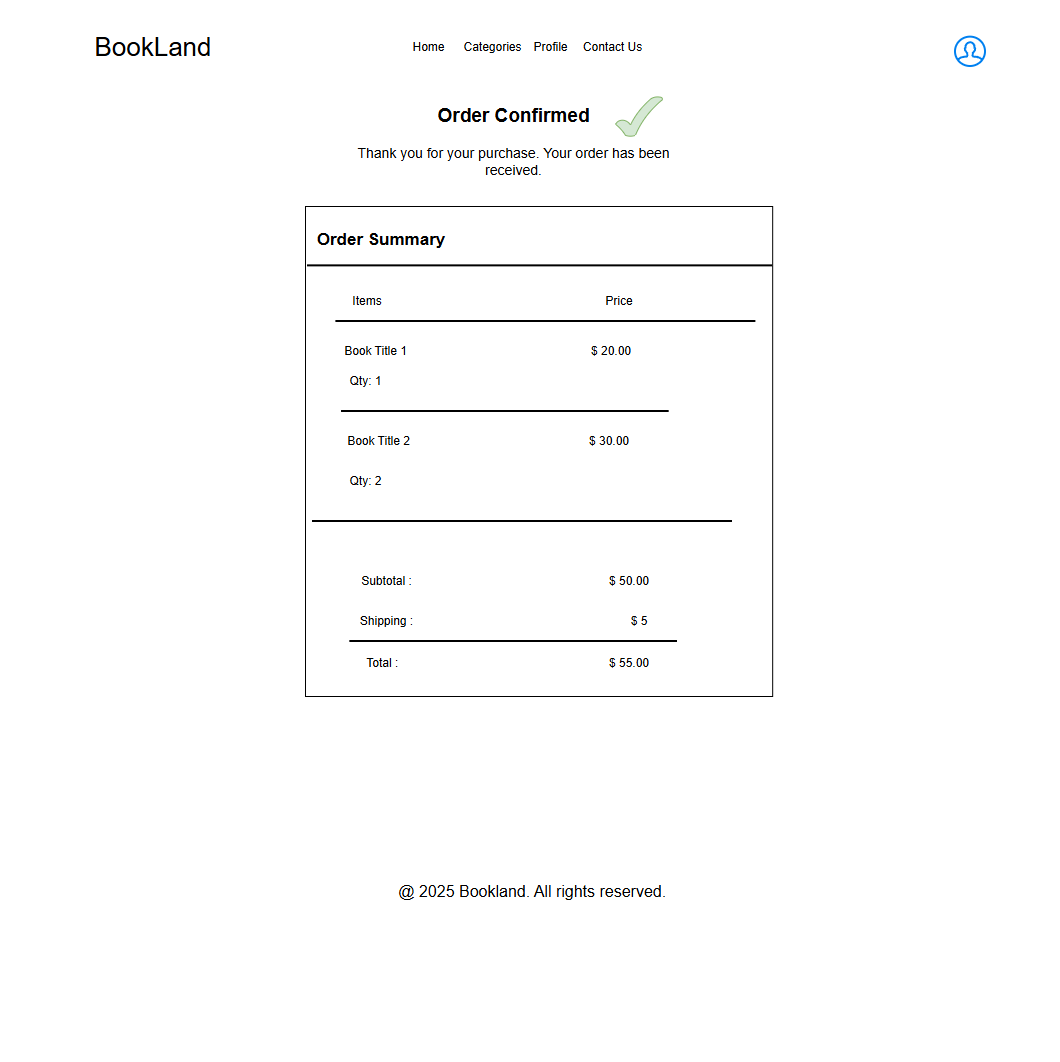 BookLand
Home Categories Profile Contact Us
Order Confirmed
Thank you for your purchase. Your order has been
received.
Order Summary
Items Price
Book Title 1 $ 20.00
Qty: 1
Book Title 2 $ 30.00
Qty: 2
Subtotal : $ 50.00
Shipping : $ 5
Total : $ 55.00
@ 2025 Bookland. All rights reserved.